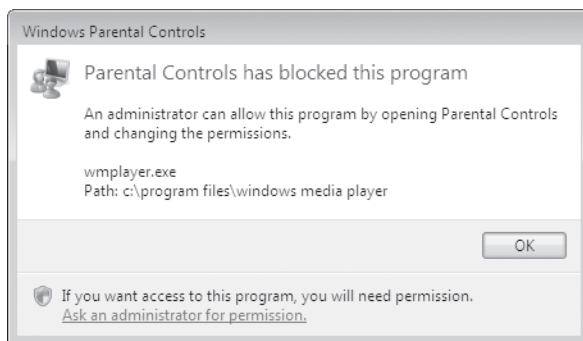 Windows Parental Controls
Parental Controls has blocked this program
An administrator can allow this program by opening Parental Controls
and changing the permissions.
wmplayer.exe
Path: c:\program files\windows media player
OK
If you want access to this program, you will need permission.
Ask an administrator for permission.